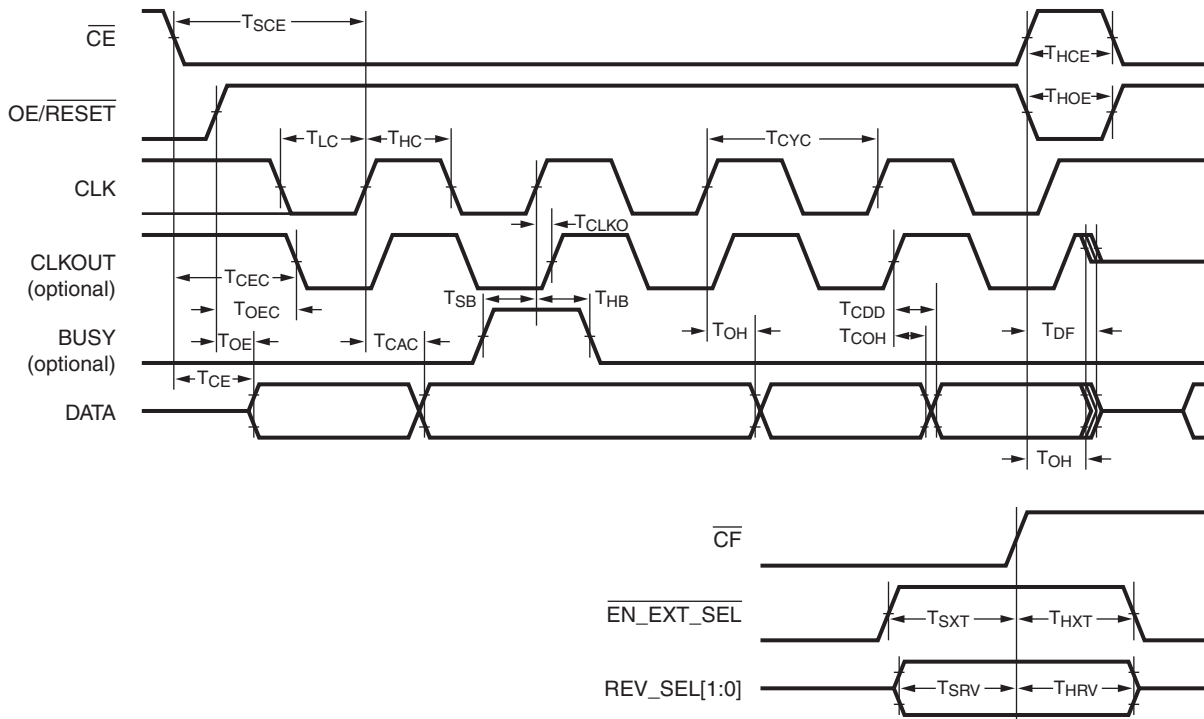 CE
TSCE
THCE
OE/RESET
THOE
TLC
THC
TCYC
CLK
TCLKO
CLKOUT
(optional)
TCEC
TSB
THB
TCDD
TOEC
TOH
TDF
TCOH
BUSY
(optional)
TOE
TCAC
TCE
DATA
TOH
CF
EN_EXT_SEL
TSXT
THXT
REV_SEL[1:0]
TSRV
THRV